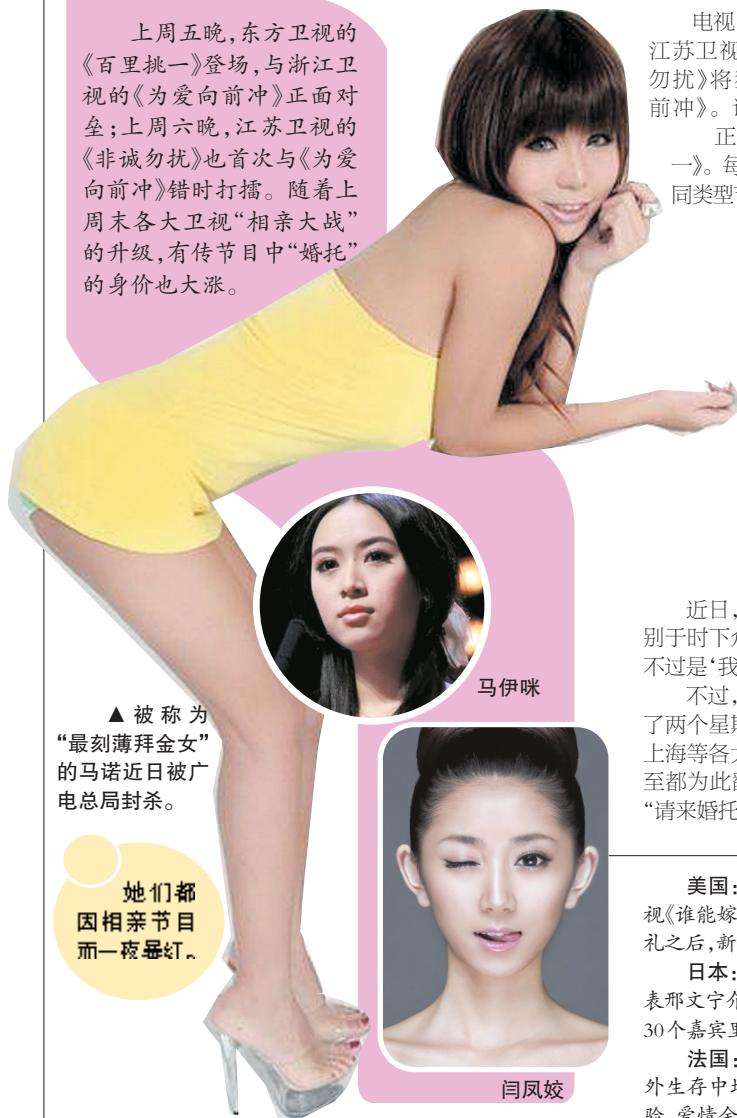 上周五晚,东方卫视的
《百里挑一》登场,与浙江卫
视的《为爱向前冲》正面对
垒;上周六晚,江苏卫视的
《非诚勿扰》也首次与《为爱
向前冲》错时打擂。随着上
周末各大卫视“相亲大战”
的升级,有传节目中“婚托”
的身价也大涨。
电视
江苏卫视
勿扰》将
前冲》。
正
一》。每
同类型
马伊咪
▲被称为
“最刻薄拜金女”
的马诺近日被广
电总局封杀。
她们都
因相亲节目
而一夜暴红。
闫凤姣
近日,
别于时下
不过是‘我
不过,
了两个星期
上海等各
至都为此
“请来婚托
美国:
视《谁能嫁
礼之后,新
日本:
表邢文宁
30个嘉宾里
法国:
外生存中
验,爱情